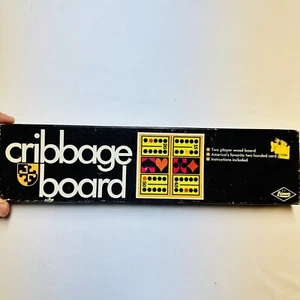 cribbage
board
Two player wood board
America's favorite two handed card
Instructions included